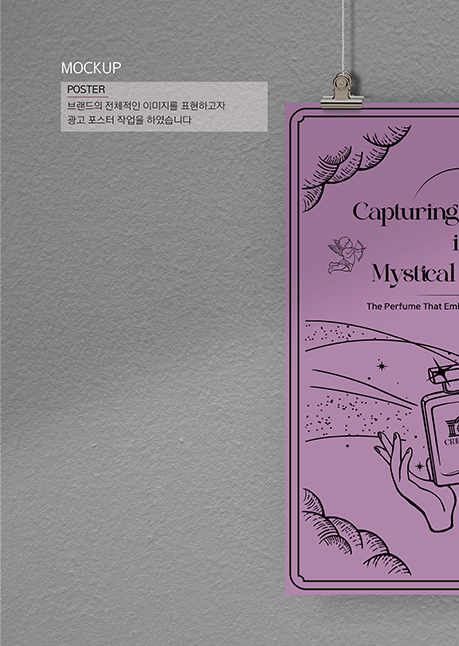 MOCKUP
POSTER
브랜드의 전체적인 이미지를 표현하고자
광고 포스터 작업을 하였습니다
Capturing
i
Mystical
The Perfume That Emb